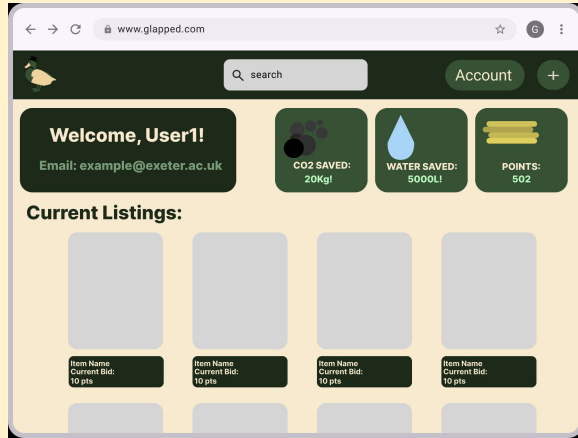 www.glapped.com
G
search
Account
+
Welcome, User1!
Email: example@exeter.ac.uk
CO2 SAVED:
20Kg!
WATER SAVED:
5000L!
POINTS:
502
Current Listings:
Item Name
Current Bid:
10 pts
Item Name
Current Bid:
10 pts
Item Name
Current Bid:
10 pts
Item Name
Current Bid:
10 pts